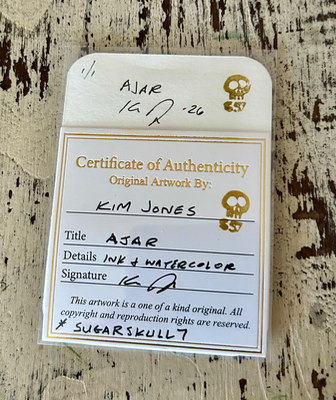 1/1
AJAR
-26
Certificate of Authenticity
Original Artwork By:
KIM JONES
Title AJAR
Details INK & WATERCOLOR
Signature
This artwork is a one of a kind original. All
copyright and reproduction rights are reserved.
* SUGARSKULL7